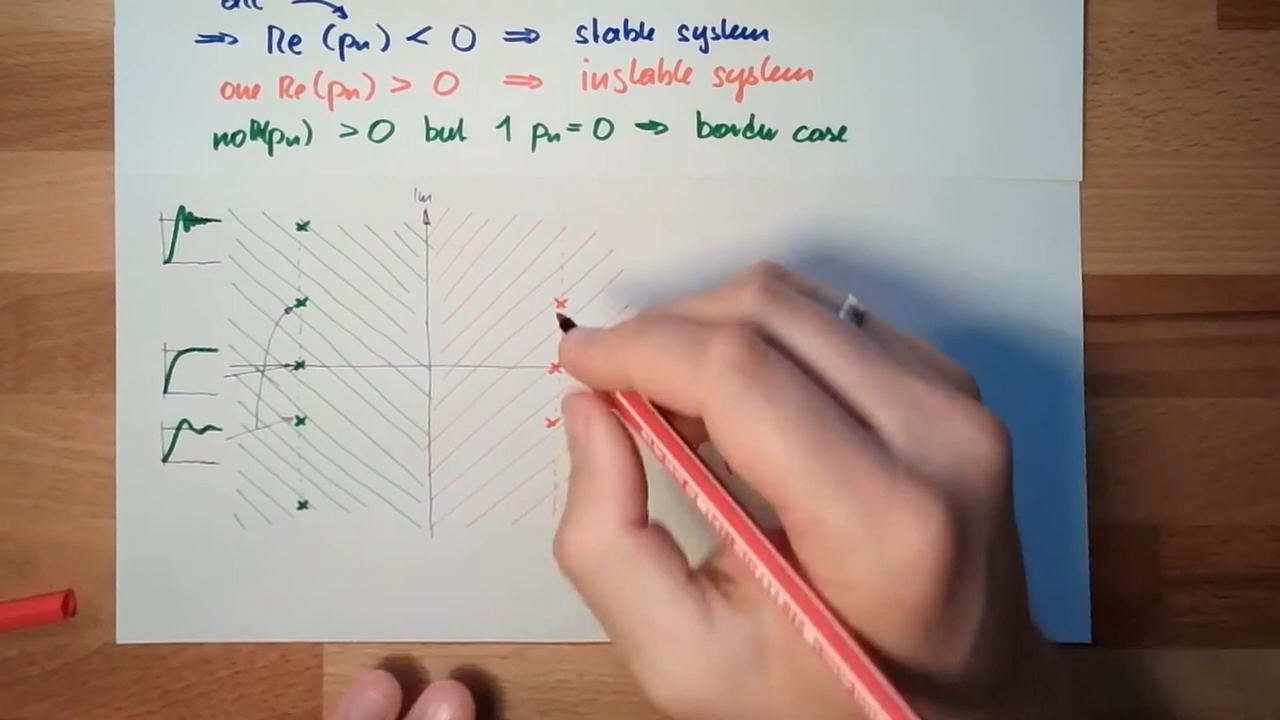 all
⇒ Re (pn) < 0 ⇒ stable system
one Re(pn) > 0 ⇒ instable system
no Re(pn) > 0 but 1 pn = 0 ⇒ border case
Im